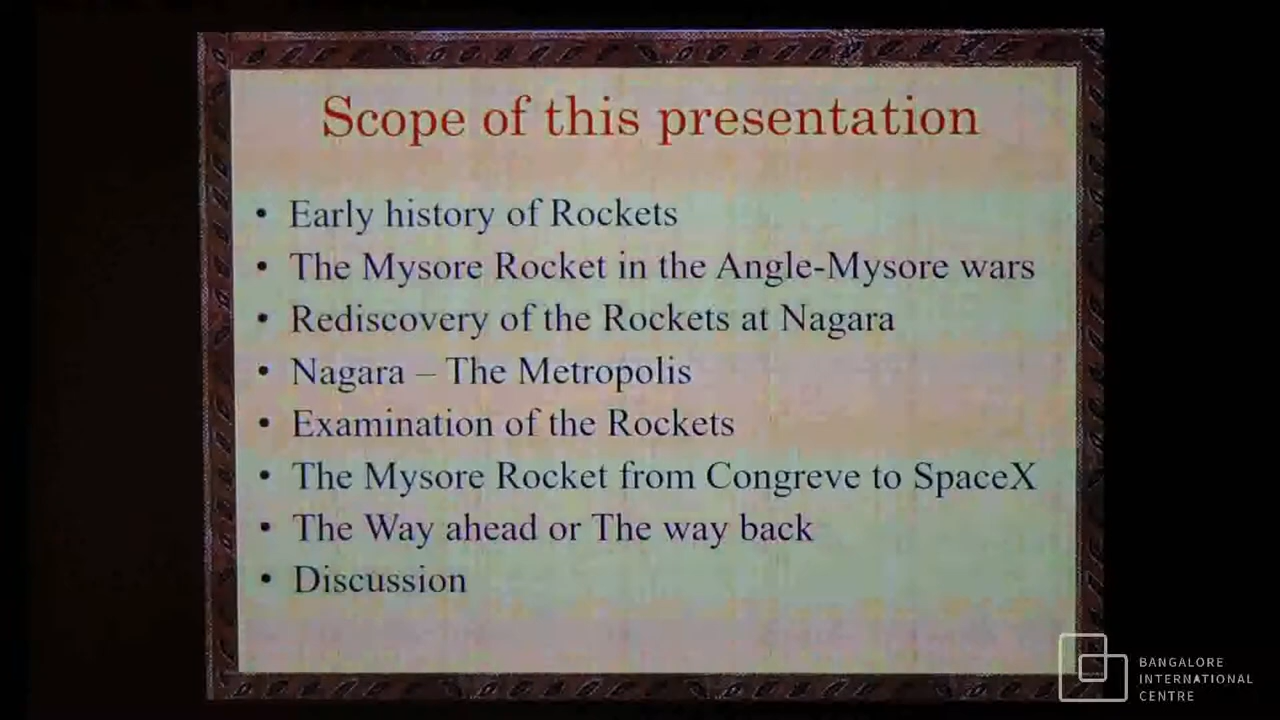 Scope of this presentation
• Early history of Rockets
• The Mysore Rocket in the Angle-Mysore wars
• Rediscovery of the Rockets at Nagara
• Nagara – The Metropolis
• Examination of the Rockets
• The Mysore Rocket from Congreve to SpaceX
• The Way ahead or The way back
• Discussion
BANGALORE
INTERNATIONAL
CENTRE